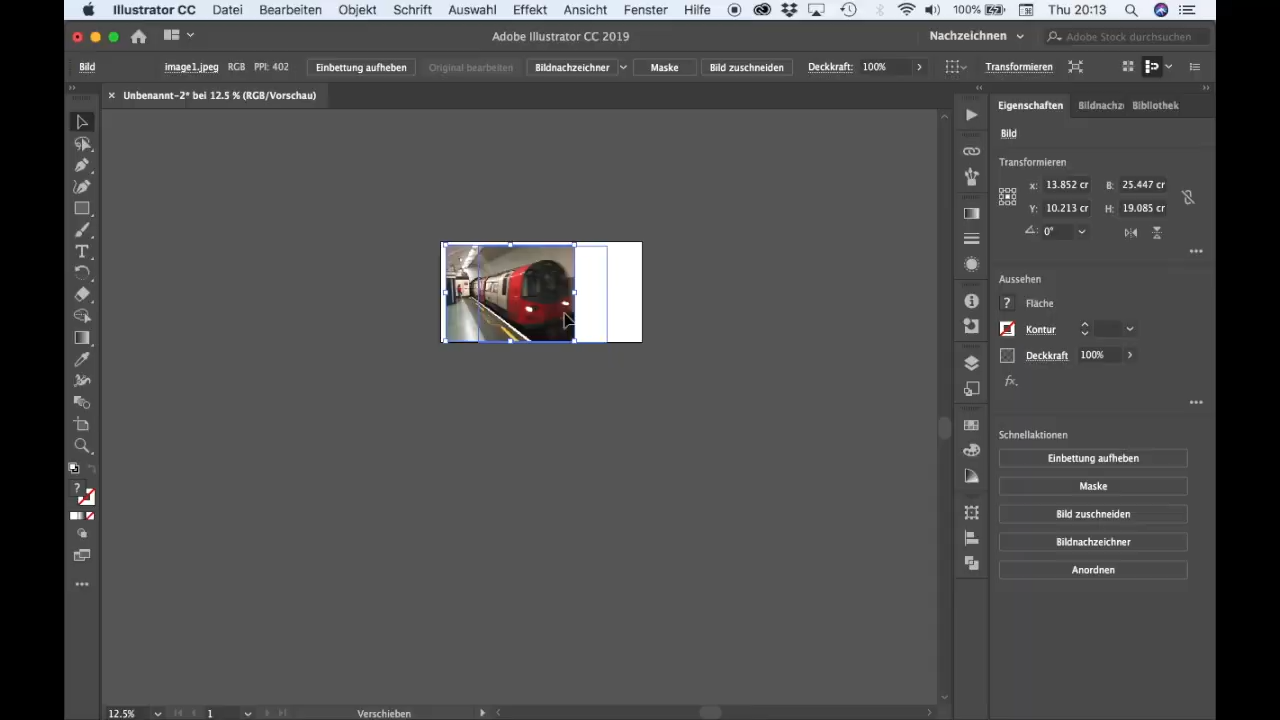 Illustrator CC Datei Bearbeiten Objekt Schrift Auswahl Effekt Ansicht Fenster Hilfe 100% Thu 20:13
Adobe Illustrator CC 2019 Nachzeichnen Adobe Stock durchsuchen
Bild image1.jpeg RGB PPI: 402 Einbettung aufheben Original bearbeiten Bildnachzeichner Maske Bild zuschneiden Deckkraft: 100% Transformieren
× Unbenannt-2* bei 12.5 % (RGB/Vorschau)
Eigenschaften Bildnachz Bibliothek
Bild
Transformieren
X: 13.852 cr B: 25.447 cr
Y: 10.213 cr H: 19.085 cr
0°
Aussehen
? Fläche
Kontur
Deckkraft 100%
fx.
Schnellaktionen
Einbettung aufheben
Maske
Bild zuschneiden
Bildnachzeichner
Anordnen
12.5% 1 Verschieben